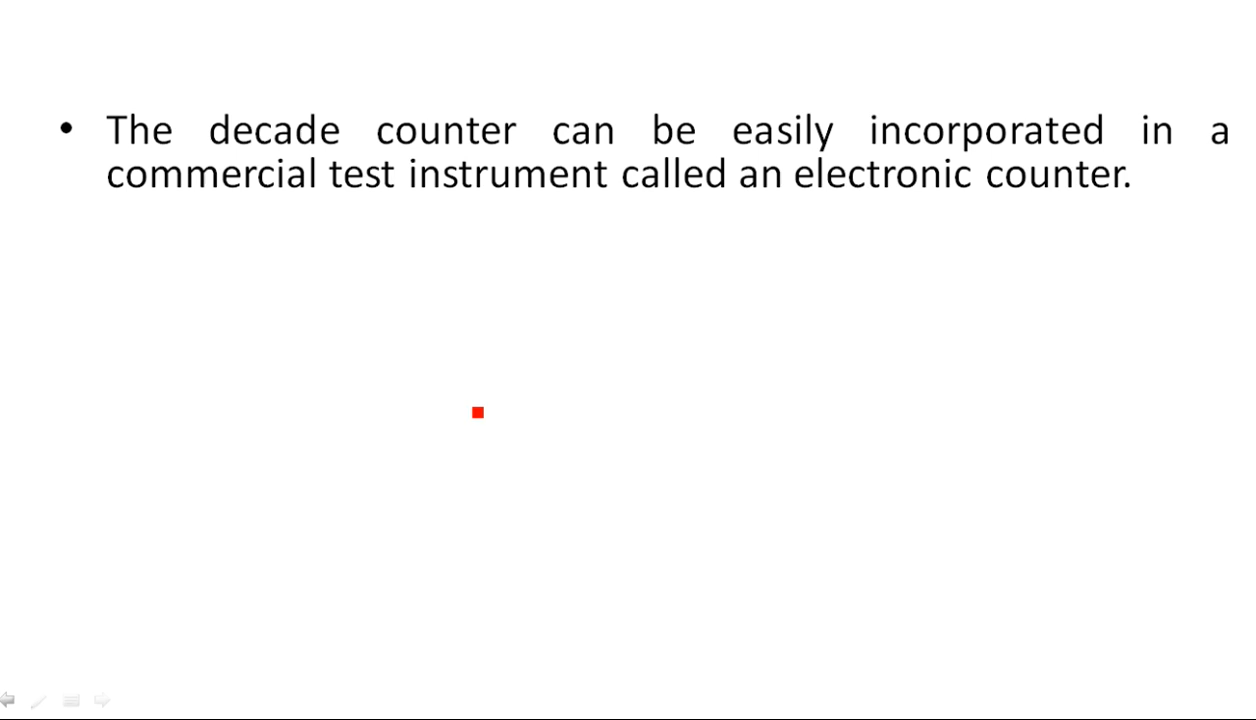 • The decade counter can be easily incorporated in a
commercial test instrument called an electronic counter.